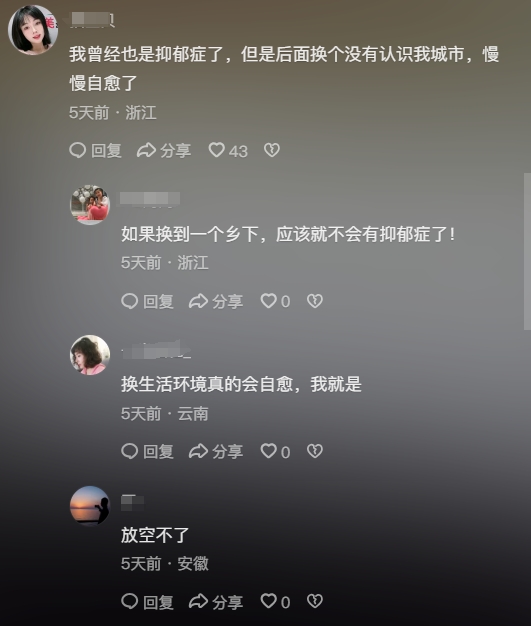 我曾经也是抑郁症了，但是后面换个没有认识我城市，慢
慢自愈了
5天前 · 浙江
回复 分享 43
如果换到一个乡下，应该就不会有抑郁症了！
5天前 · 浙江
回复 分享 0
换生活环境真的会自愈，我就是
5天前 · 云南
回复 分享 0
放空不了
5天前 · 安徽
回复 分享 0